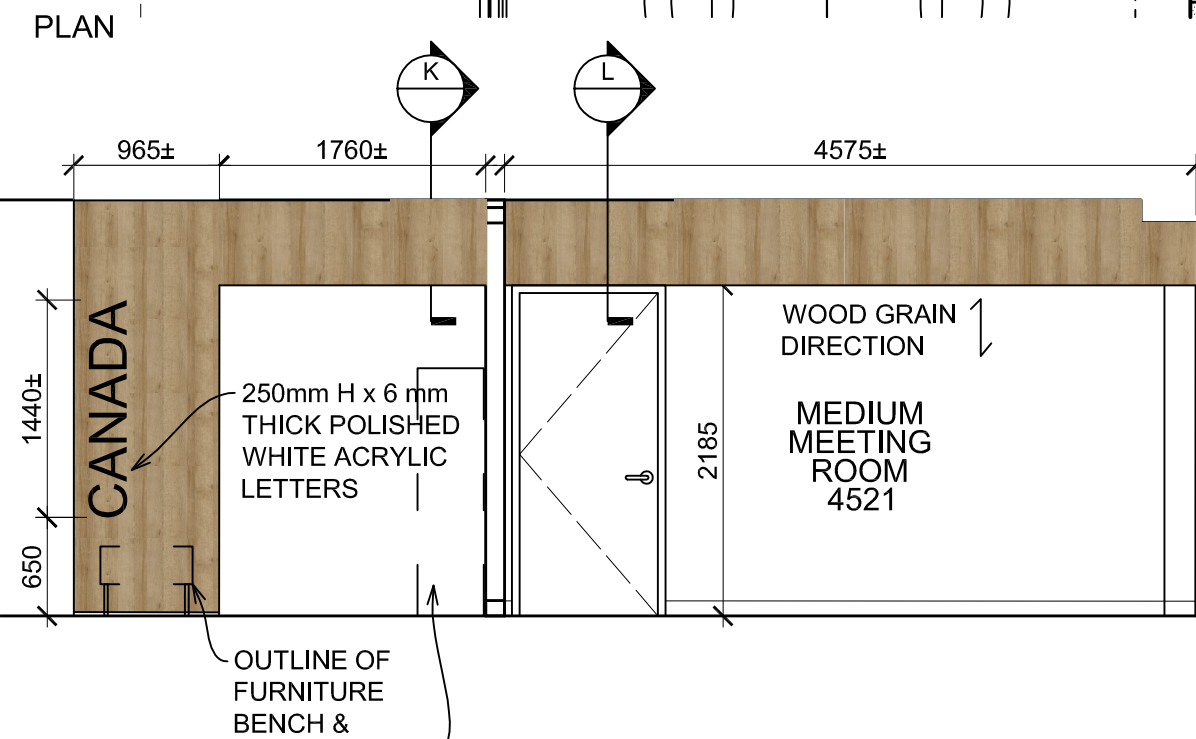 PLAN
K
L
965±
1760±
4575±
WOOD GRAIN
DIRECTION
CANADA
1440±
250mm H x 6 mm
THICK POLISHED
WHITE ACRYLIC
LETTERS
2185
MEDIUM
MEETING
ROOM
4521
650
OUTLINE OF
FURNITURE
BENCH &